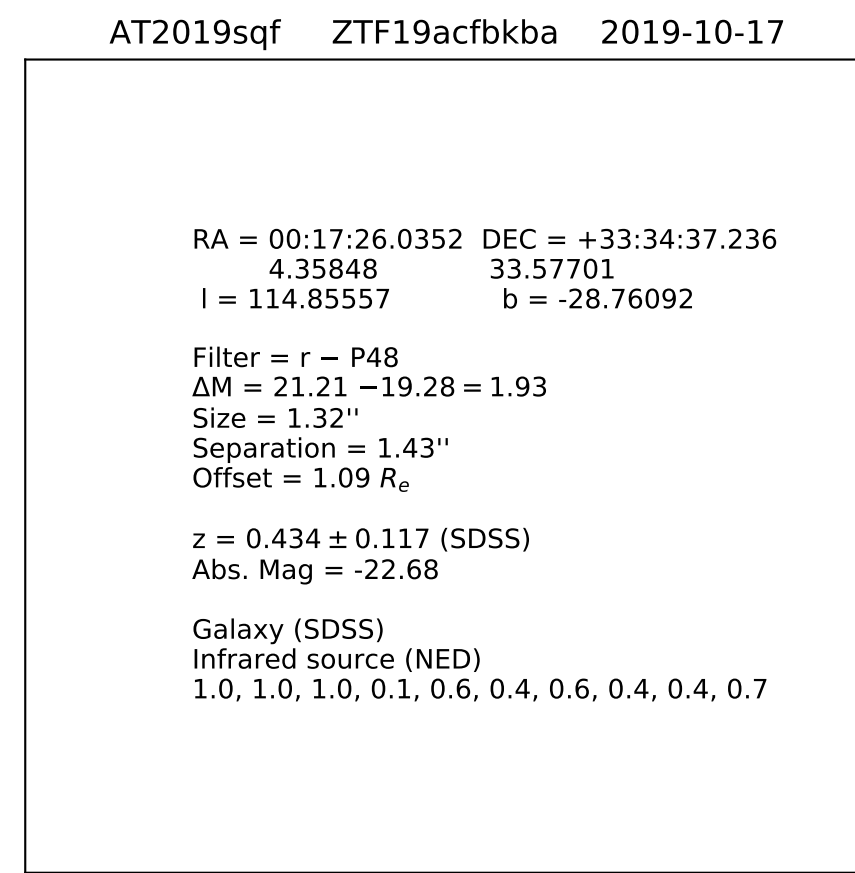 AT2019sqf ZTF19acfbkba 2019-10-17
RA = 00:17:26.0352 DEC = +33:34:37.236
4.35848 33.57701
l = 114.85557 b = -28.76092
Filter = r − P48
ΔM = 21.21 −19.28 = 1.93
Size = 1.32''
Separation = 1.43''
Offset = 1.09 Rₑ
z = 0.434 ± 0.117 (SDSS)
Abs. Mag = -22.68
Galaxy (SDSS)
Infrared source (NED)
1.0, 1.0, 1.0, 0.1, 0.6, 0.4, 0.6, 0.4, 0.4, 0.7